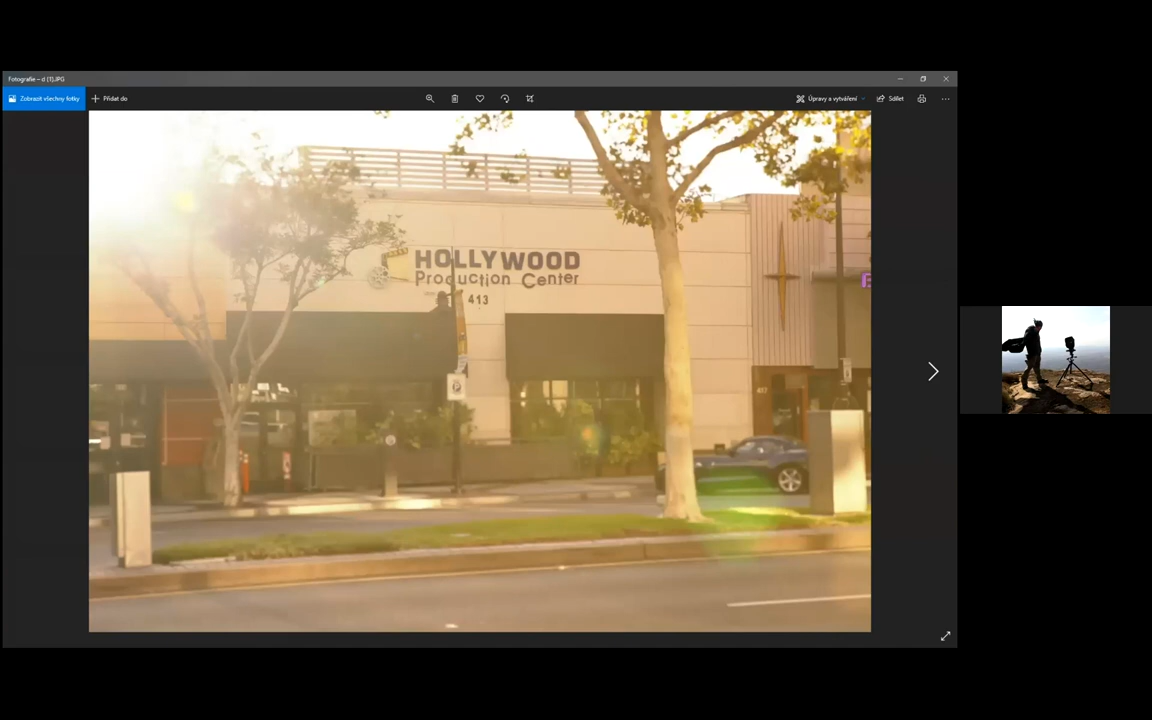 Fotografie – d (1).JPG
Zobrazit všechny fotky
Přidat do
Úpravy a vytváření
Sdílet
HOLLYWOOD
Production Center
413